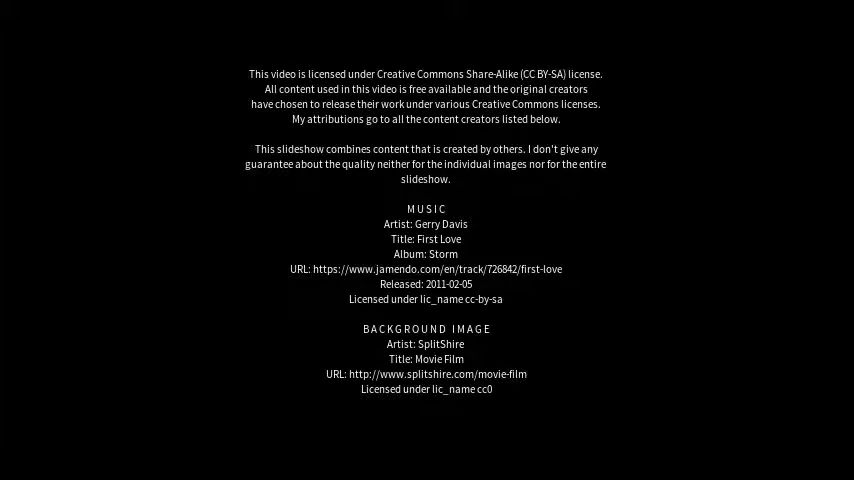 This video is licensed under Creative Commons Share-Alike (CC BY-SA) license.
All content used in this video is free available and the original creators
have chosen to release their work under various Creative Commons licenses.
My attributions go to all the content creators listed below.
This slideshow combines content that is created by others. I don't give any
guarantee about the quality neither for the individual images nor for the entire
slideshow.
MUSIC
Artist: Gerry Davis
Title: First Love
Album: Storm
URL: https://www.jamendo.com/en/track/726842/first-love
Released: 2011-02-05
Licensed under lic_name cc-by-sa
BACKGROUND IMAGE
Artist: SplitShire
Title: Movie Film
URL: http://www.splitshire.com/movie-film
Licensed under lic_name cc0